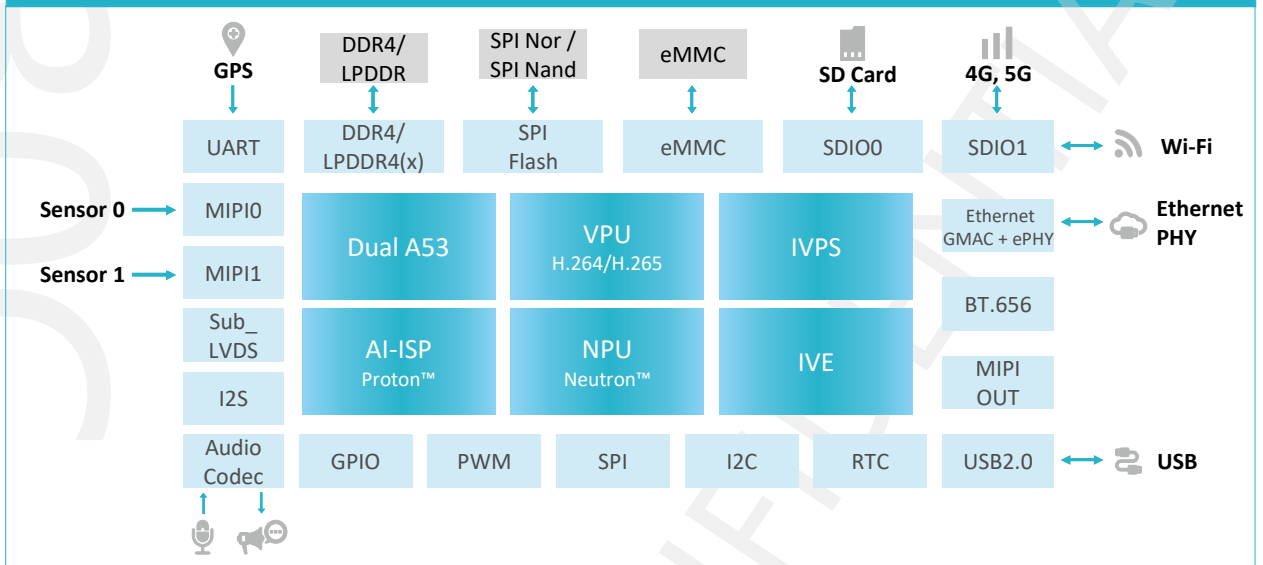 GPS
DDR4/
LPDDR
SPI Nor /
SPI Nand
eMMC
SD Card
4G, 5G
UART
DDR4/
LPDDR4(x)
SPI
Flash
eMMC
SDIO0
SDIO1
Wi-Fi
Sensor 0
MIPI0
Dual A53
VPU
H.264/H.265
IVPS
Ethernet
GMAC + ePHY
Ethernet
PHY
Sensor 1
MIPI1
BT.656
Sub_
LVDS
AI-ISP
Proton™
NPU
Neutron™
IVE
MIPI
OUT
I2S
Audio
Codec
GPIO
PWM
SPI
I2C
RTC
USB2.0
USB